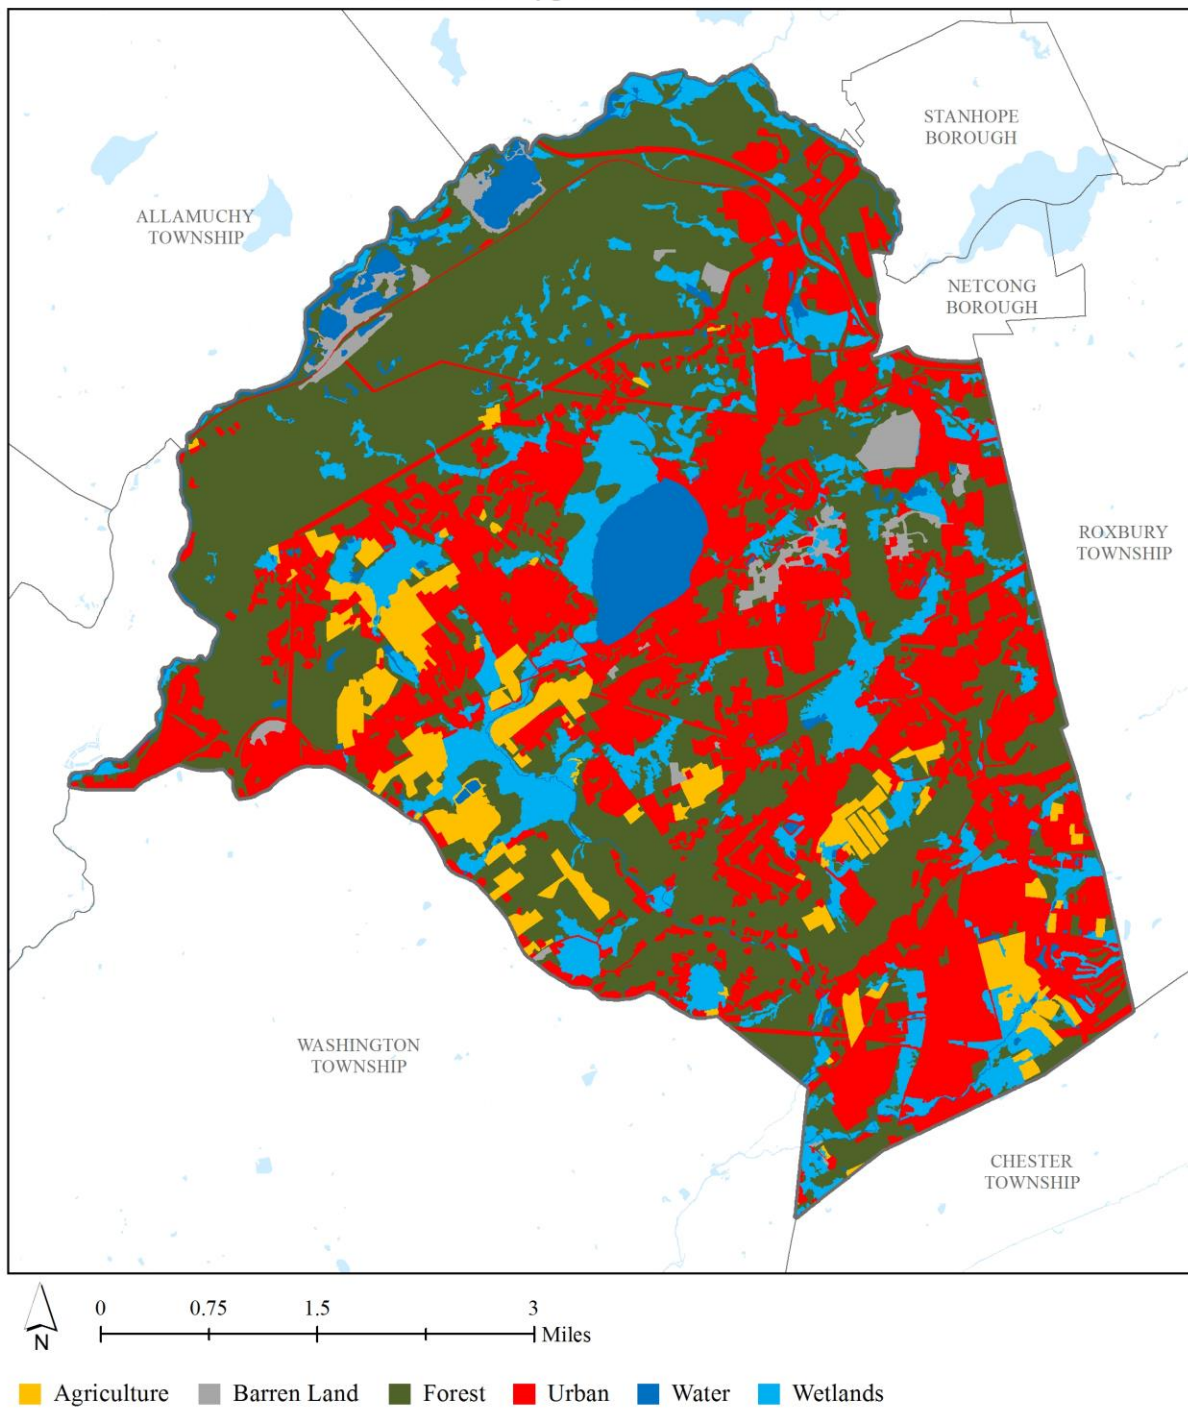 STANHOPE
BOROUGH
ALLAMUCHY
TOWNSHIP
NETCONG
BOROUGH
ROXBURY
TOWNSHIP
WASHINGTON
TOWNSHIP
CHESTER
TOWNSHIP
N
0 0.75 1.5 3
Miles
Agriculture Barren Land Forest Urban Water Wetlands